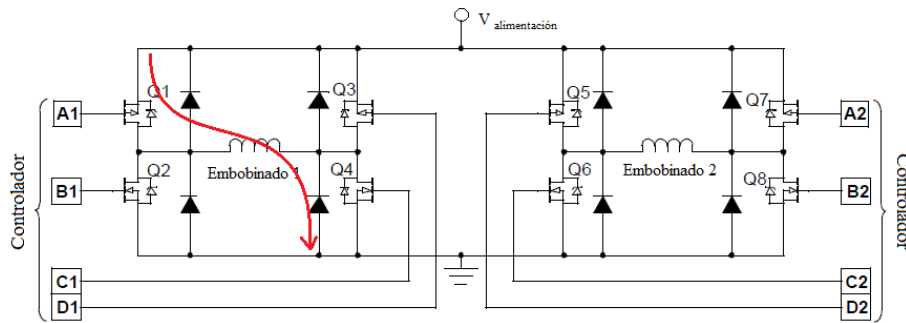 V alimentación
Q1
Q3
Q5
Q7
A1
A2
Q2
Embobinado 1
Q4
Q6
Embobinado 2
Q8
B1
B2
Controlador
Controlador
C1
C2
D1
D2